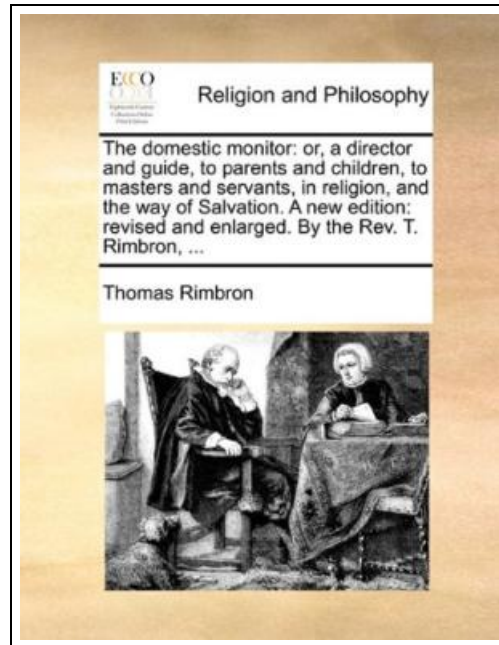 ECCO
Religion and Philosophy
The domestic monitor: or, a director
and guide, to parents and children, to
masters and servants, in religion, and
the way of Salvation. A new edition:
revised and enlarged. By the Rev. T.
Rimbron, ...
Thomas Rimbron